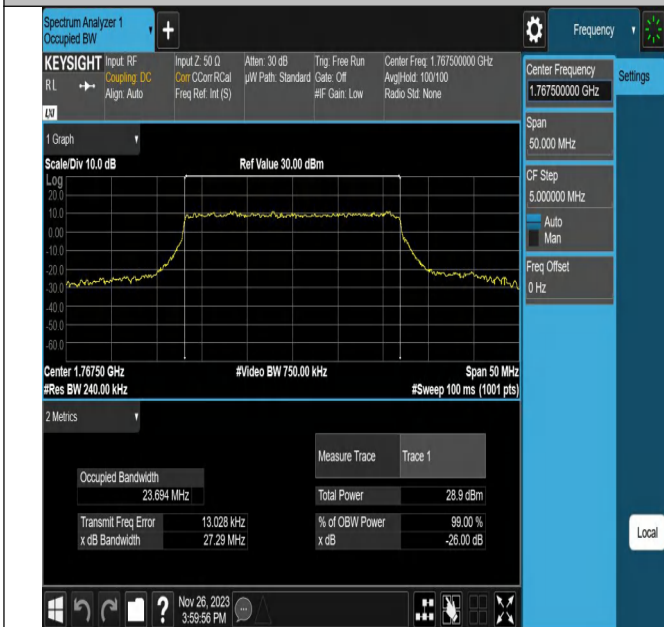 Spectrum Analyzer 1
Occupied BW
+
Frequency
KEYSIGHT
RL
LXI
Input: RF
Coupling: DC
Align: Auto
Input Z: 50 Ω
Corr CCorr RCal
Freq Ref: Int (S)
Atten: 30 dB
µW Path: Standard
Trig: Free Run
Gate: Off
#IF Gain: Low
Center Freq: 1.767500000 GHz
Avg|Hold: 100/100
Radio Std: None
1 Graph
Scale/Div 10.0 dB
Ref Value 30.00 dBm
Log
20.0
10.0
0.00
-10.0
-20.0
-30.0
-40.0
-50.0
-60.0
Center 1.76750 GHz
#Video BW 750.00 kHz
Span 50 MHz
#Res BW 240.00 kHz
#Sweep 100 ms (1001 pts)
2 Metrics
Measure Trace
Trace 1
Occupied Bandwidth
23.694 MHz
Total Power
28.9 dBm
Transmit Freq Error
13.028 kHz
% of OBW Power
99.00 %
x dB Bandwidth
27.29 MHz
x dB
-26.00 dB
Center Frequency
1.767500000 GHz
Settings
Span
50.000 MHz
CF Step
5.000000 MHz
Auto
Man
Freq Offset
0 Hz
Local
?
Nov 26, 2023
3:59:56 PM